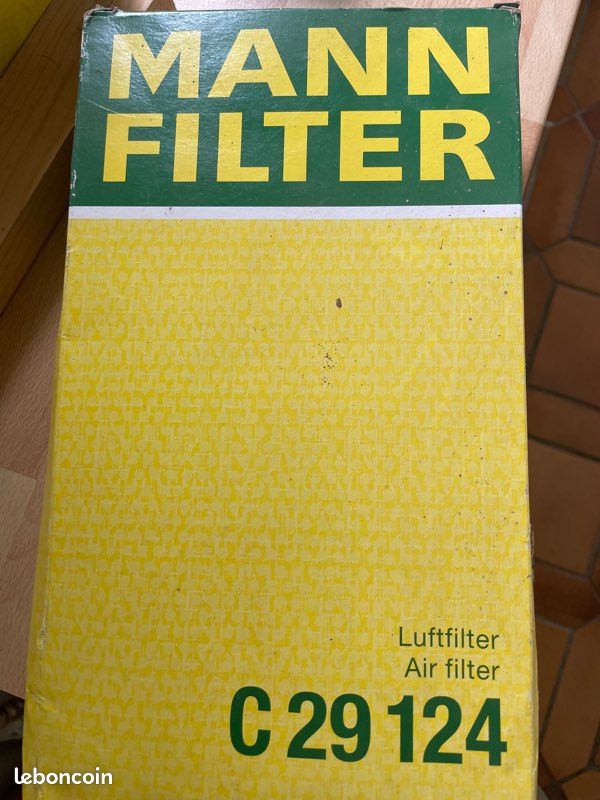 MANN
FILTER
Luftfilter
Air filter
C 29 124
leboncoin